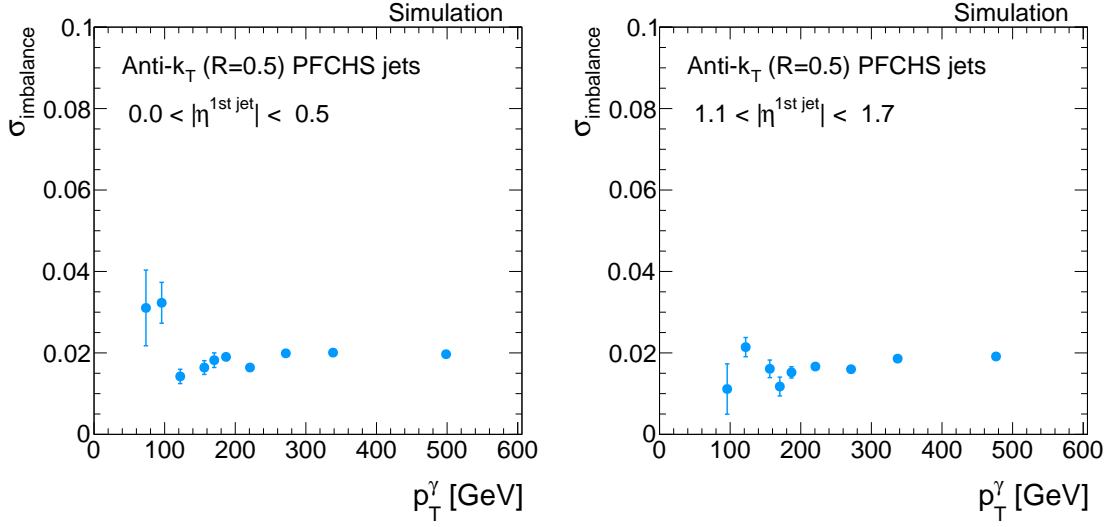 Simulation
Anti-k_T (R=0.5) PFCHS jets
0.0 < |η^{1st jet}| < 0.5
σ_imbalance
0.1
0.08
0.06
0.04
0.02
0
0 100 200 300 400 500 600
p_T^γ [GeV]
Simulation
Anti-k_T (R=0.5) PFCHS jets
1.1 < |η^{1st jet}| < 1.7
σ_imbalance
0.1
0.08
0.06
0.04
0.02
0
0 100 200 300 400 500 600
p_T^γ [GeV]